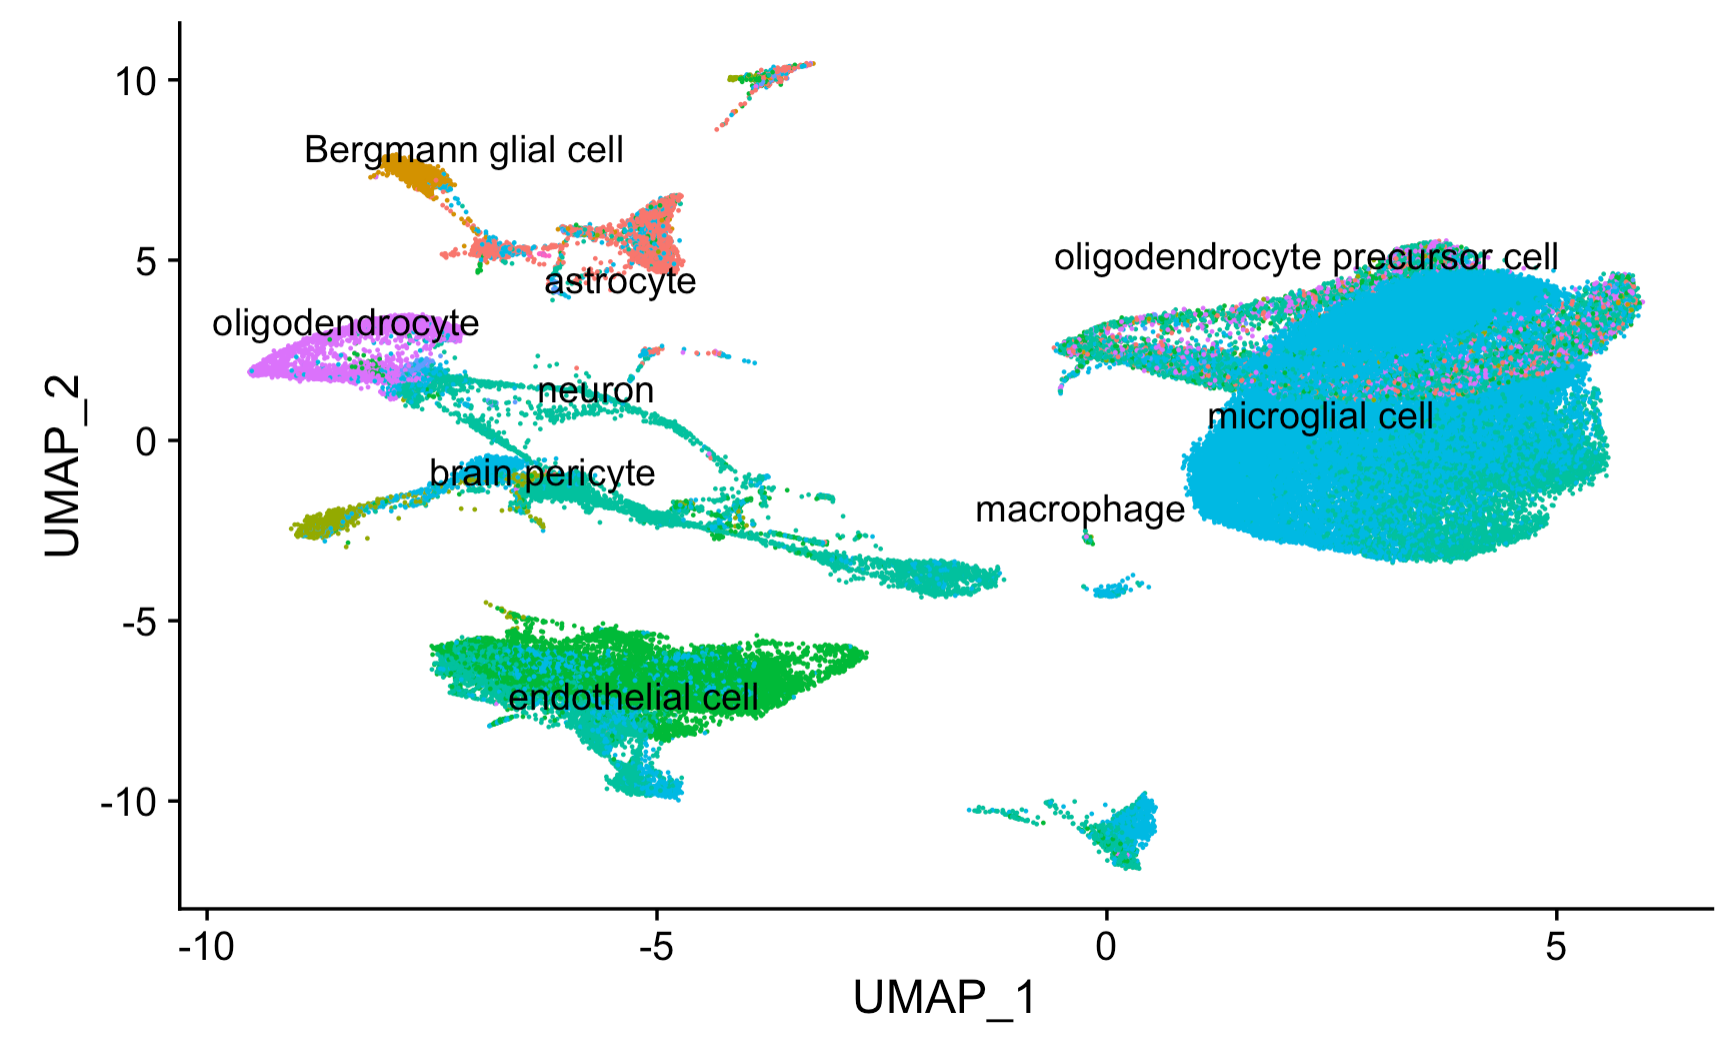 10
Bergmann glial cell
5
oligodendrocyte precursor cell
astrocyte
oligodendrocyte
neuron
microglial cell
0
brain pericyte
macrophage
-5
endothelial cell
-10
UMAP_2
-10
-5
0
5
UMAP_1